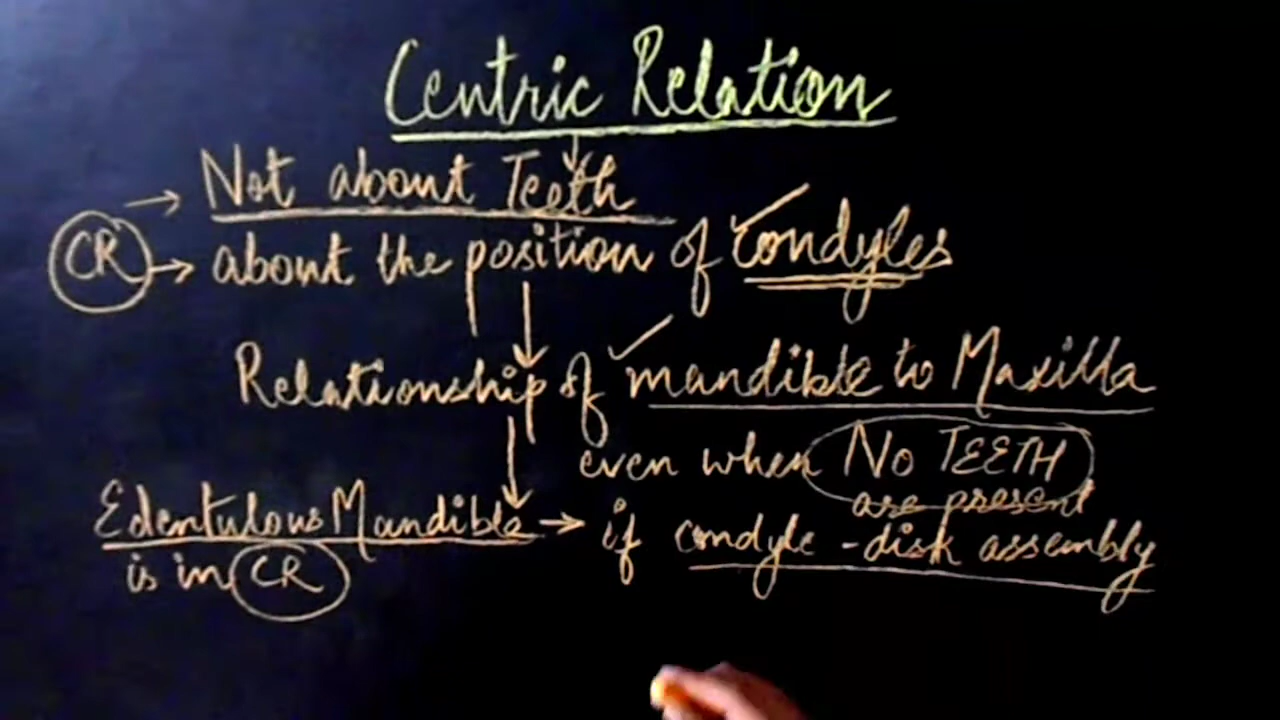 Centric Relation
→ Not about Teeth
CR → about the position of condyles
Relationship of mandible to Maxilla
even when No TEETH
are present
Edentulous Mandible → if condyle-disk assembly
is in CR